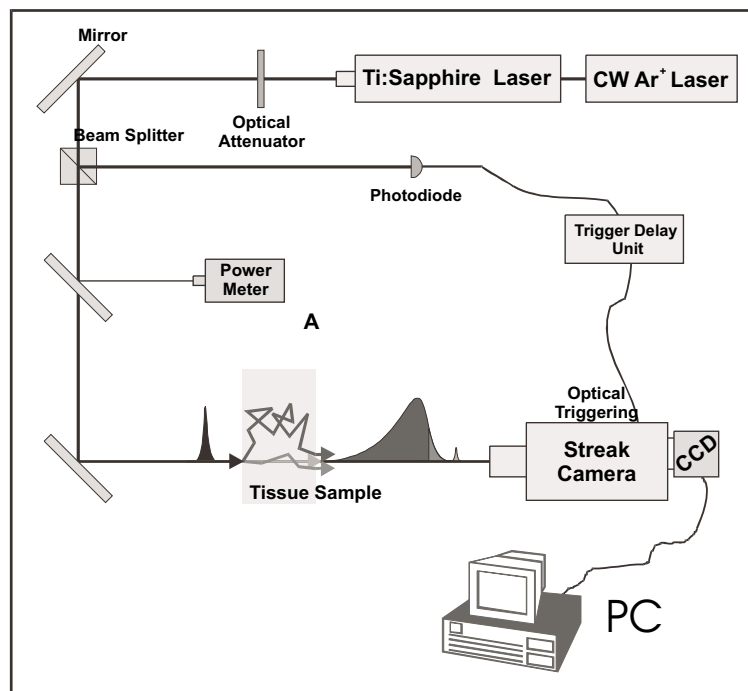 Mirror
Ti:Sapphire Laser
CW Ar+ Laser
Optical
Attenuator
Beam Splitter
Photodiode
Trigger Delay
Unit
Power
Meter
A
Optical
Triggering
Streak
Camera
CCD
Tissue Sample
PC